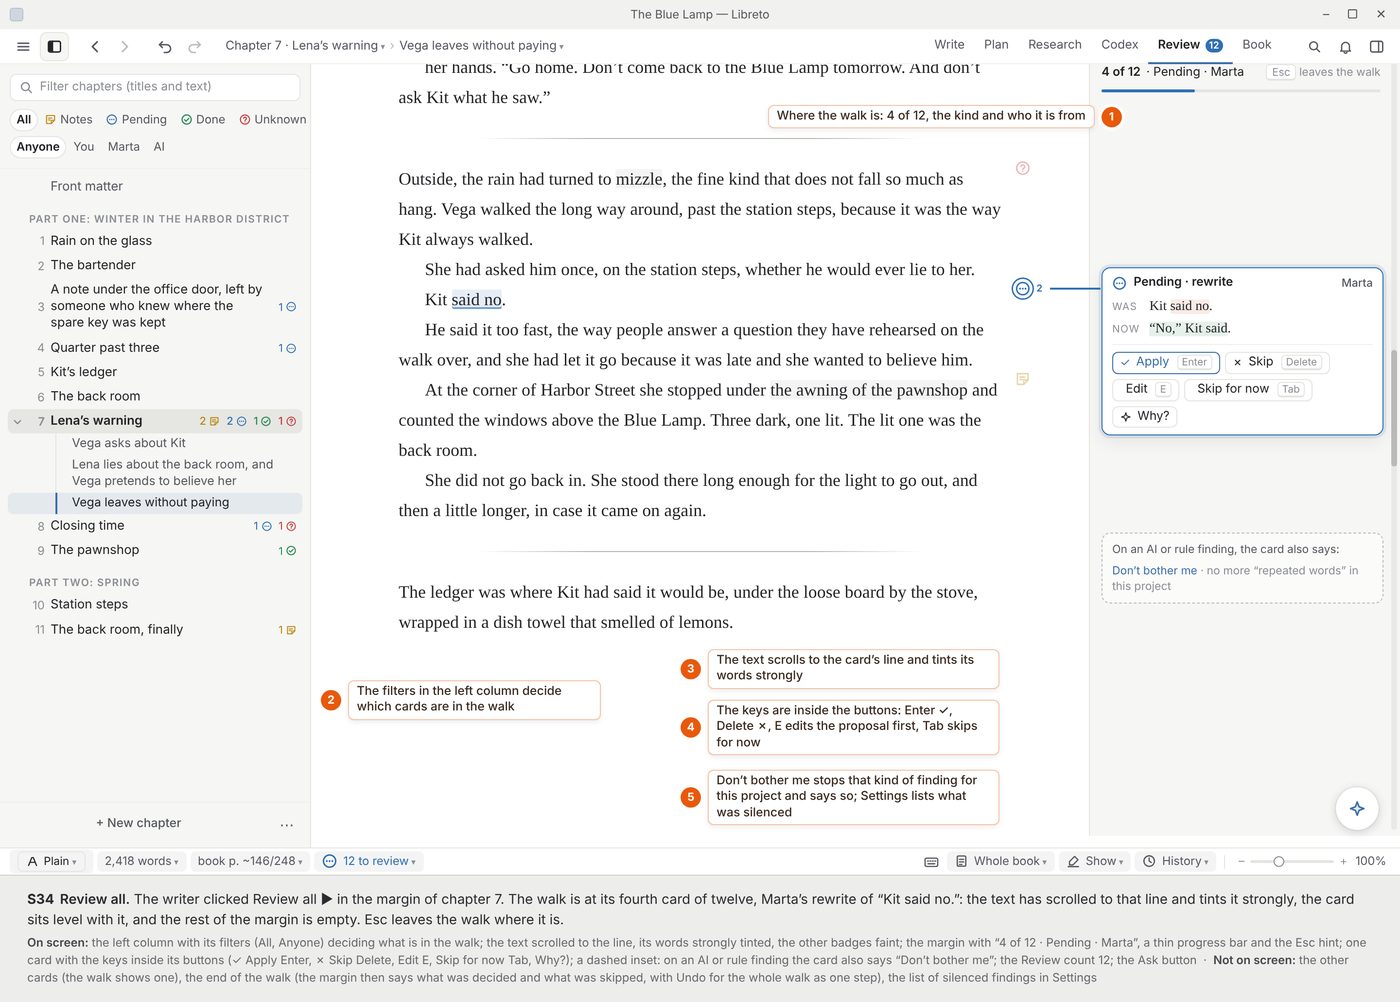 The Blue Lamp — Libreto
Chapter 7 · Lena’s warning › Vega leaves without paying
Write Plan Research Codex Review 12 Book
Filter chapters (titles and text)
All Notes Pending Done Unknown
Anyone You Marta AI
Front matter
PART ONE: WINTER IN THE HARBOR DISTRICT
1 Rain on the glass
2 The bartender
3 A note under the office door, left by
someone who knew where the
spare key was kept 1
4 Quarter past three 1
5 Kit’s ledger
6 The back room
7 Lena’s warning 2 2 1 1
Vega asks about Kit
Lena lies about the back room, and
Vega pretends to believe her
Vega leaves without paying
8 Closing time 1 1
9 The pawnshop 1
PART TWO: SPRING
10 Station steps
11 The back room, finally 1
+ New chapter ...
her hands. “Go home. Don’t come back to the Blue Lamp tomorrow. And don’t
ask Kit what he saw.”
Where the walk is: 4 of 12, the kind and who it is from 1
Outside, the rain had turned to mizzle, the fine kind that does not fall so much as
hang. Vega walked the long way around, past the station steps, because it was the way
Kit always walked.
She had asked him once, on the station steps, whether he would ever lie to her.
2
Kit said no.
He said it too fast, the way people answer a question they have rehearsed on the
walk over, and she had let it go because it was late and she wanted to believe him.
At the corner of Harbor Street she stopped under the awning of the pawnshop and
counted the windows above the Blue Lamp. Three dark, one lit. The lit one was the
back room.
She did not go back in. She stood there long enough for the light to go out, and
then a little longer, in case it came on again.
The ledger was where Kit had said it would be, under the loose board by the stove,
wrapped in a dish towel that smelled of lemons.
2 The filters in the left column decide
which cards are in the walk
3 The text scrolls to the card’s line and tints its
words strongly
4 The keys are inside the buttons: Enter ✓,
Delete ×, E edits the proposal first, Tab skips
for now
5 Don’t bother me stops that kind of finding for
this project and says so; Settings lists what
was silenced
4 of 12 · Pending · Marta Esc leaves the walk
Pending · rewrite Marta
WAS Kit said no.
NOW “No,” Kit said.
✓ Apply Enter × Skip Delete
Edit E Skip for now Tab
Why?
On an AI or rule finding, the card also says:
Don’t bother me · no more “repeated words” in
this project
A Plain 2,418 words book p. ~146/248 12 to review Whole book Show History − + 100%
S34 Review all. The writer clicked Review all ▶ in the margin of chapter 7. The walk is at its fourth card of twelve, Marta’s rewrite of “Kit said no.”: the text has scrolled to that line and tints it strongly, the card
sits level with it, and the rest of the margin is empty. Esc leaves the walk where it is.
On screen: the left column with its filters (All, Anyone) deciding what is in the walk; the text scrolled to the line, its words strongly tinted, the other badges faint; the margin with “4 of 12 · Pending · Marta”, a thin progress bar and the Esc hint; one
card with the keys inside its buttons (✓ Apply Enter, × Skip Delete, Edit E, Skip for now Tab, Why?); a dashed inset: on an AI or rule finding the card also says “Don’t bother me”; the Review count 12; the Ask button · Not on screen: the other
cards (the walk shows one), the end of the walk (the margin then says what was decided and what was skipped, with Undo for the whole walk as one step), the list of silenced findings in Settings